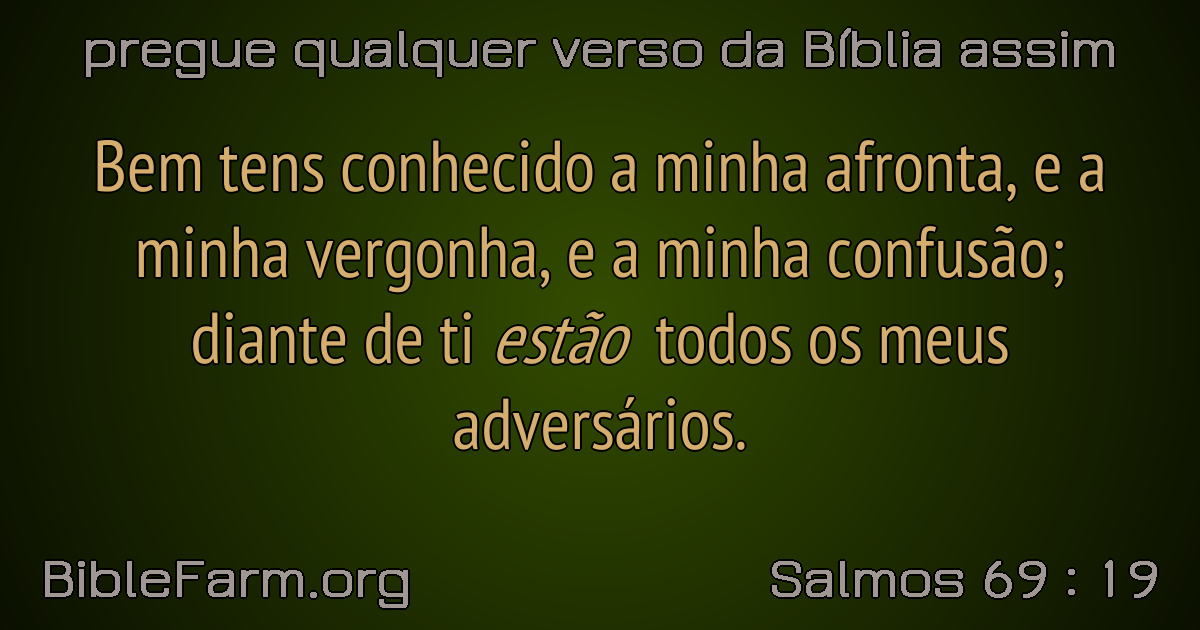 pregue qualquer verso da Bíblia assim
Bem tens conhecido a minha afronta, e a
minha vergonha, e a minha confusão;
diante de ti estão todos os meus
adversários.
BibleFarm.org
Salmos 69 : 19